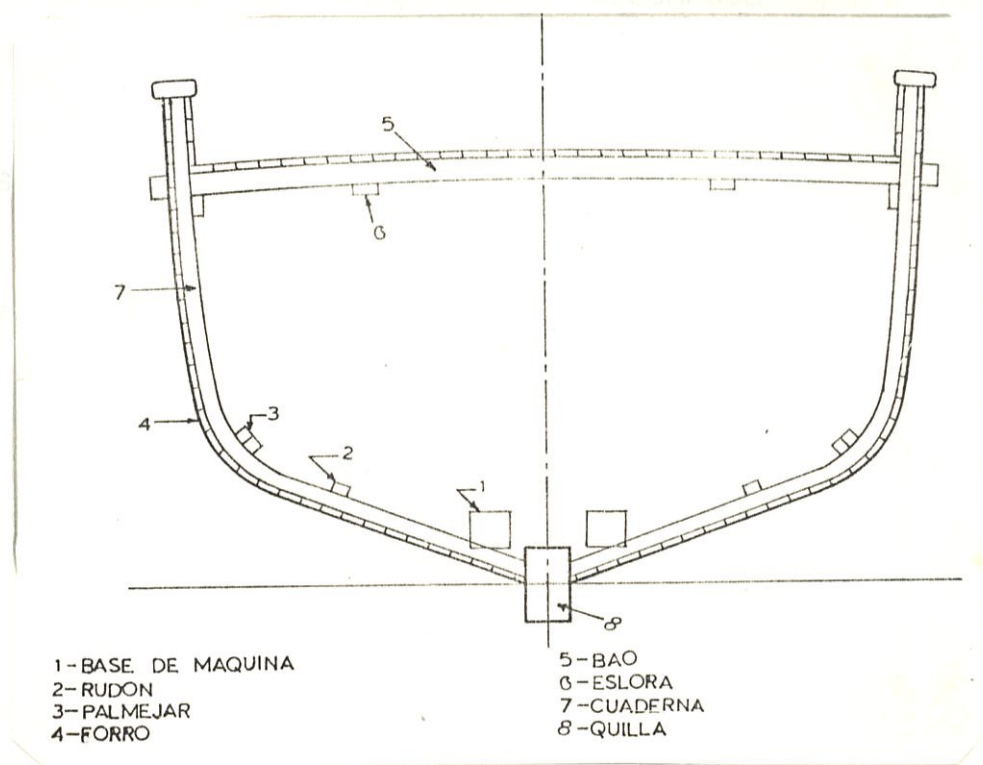 5
6
7
3
4
2
1
8
1-BASE DE MAQUINA
2-RUDON
3-PALMEJAR
4-FORRO
5-BAO
6-ESLORA
7-CUADERNA
8-QUILLA